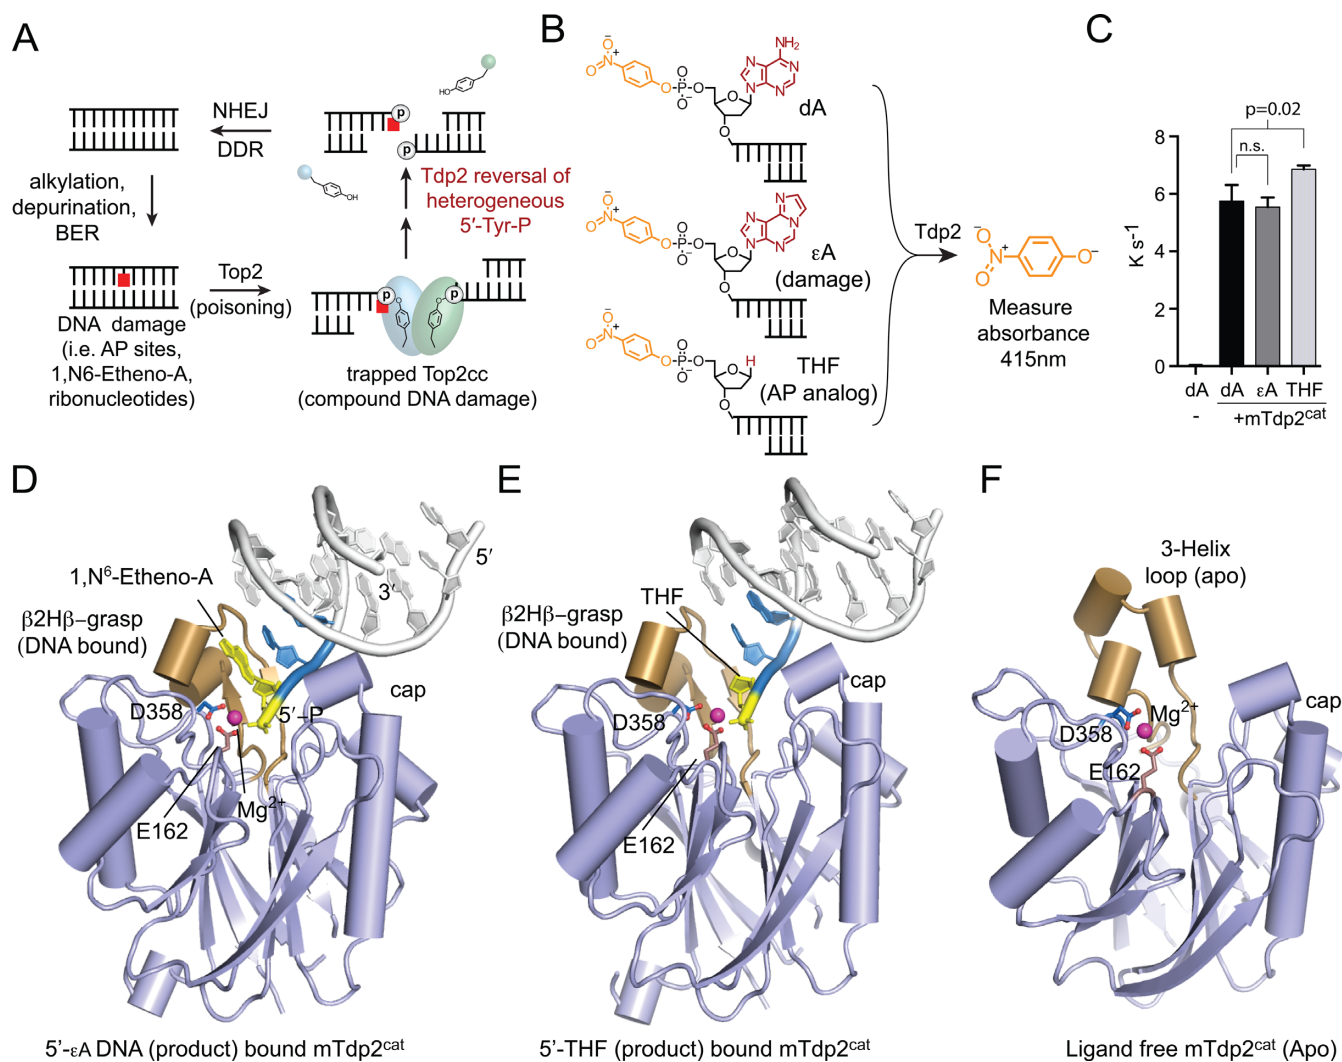 A
NHEJ
DDR
p
p
HO
OH
alkylation,
depurination,
BER
Tdp2 reversal of
heterogeneous
5′-Tyr-P
Top2
(poisoning)
p
p
O
O
DNA damage
(i.e. AP sites,
1,N6-Etheno-A,
ribonucleotides)
trapped Top2cc
(compound DNA damage)
B
O⁻
N⁺
O
O
O
P
O⁻
O
O
O
NH₂
N
N
N
N
dA
O⁻
N⁺
O
O
O
P
O⁻
O
O
O
N
N
N
N
N
εA
(damage)
O⁻
N⁺
O
O
O
P
O⁻
O
O
O
H
THF
(AP analog)
Tdp2
⁻O
N⁺
O
O⁻
Measure
absorbance
415nm
C
p=0.02
n.s.
K s⁻¹
8
6
4
2
0
dA dA εA THF
- +mTdp2ᶜᵃᵗ
D
1,N⁶-Etheno-A
5′
3′
β2Hβ–grasp
(DNA bound)
cap
D358
5′–P
E162
Mg²⁺
5′-εA DNA (product) bound mTdp2ᶜᵃᵗ
E
THF
β2Hβ–grasp
(DNA bound)
cap
D358
E162
5′-THF (product) bound mTdp2ᶜᵃᵗ
F
3-Helix
loop (apo)
cap
Mg²⁺
D358
E162
Ligand free mTdp2ᶜᵃᵗ (Apo)